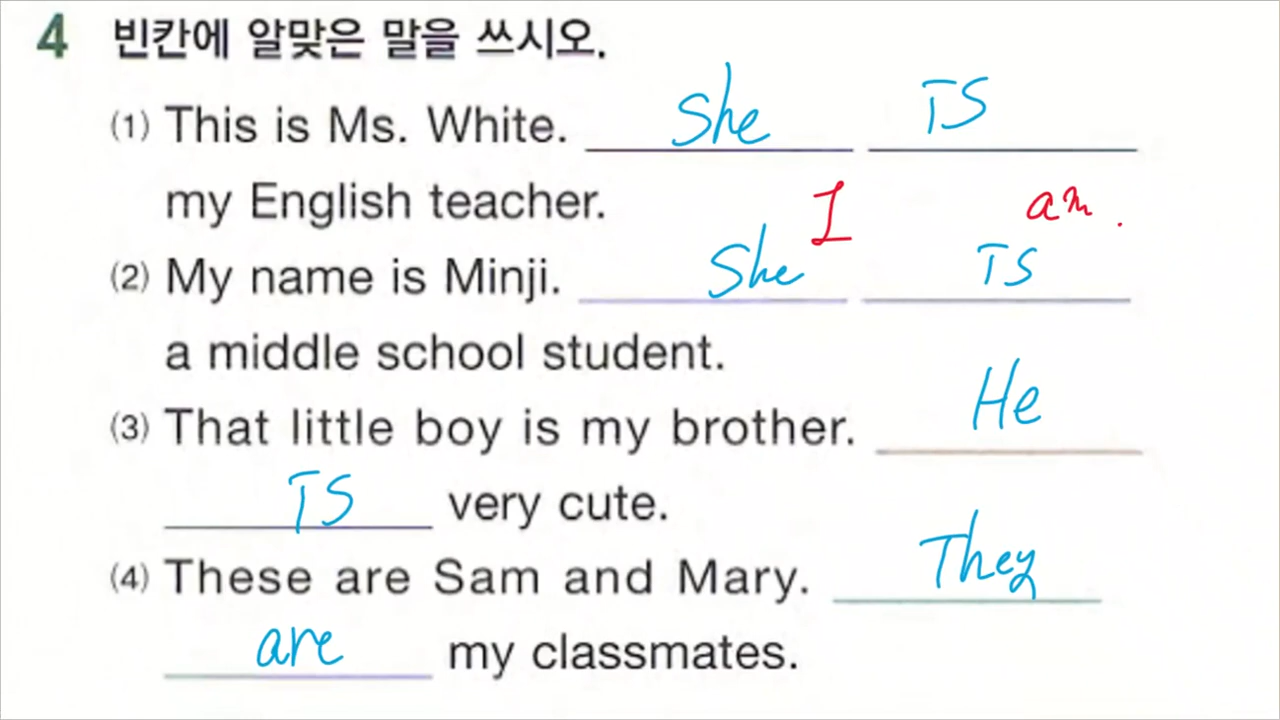 4 빈칸에 알맞은 말을 쓰시오.
(1) This is Ms. White. She is
my English teacher.
I am.
(2) My name is Minji. She is
a middle school student.
(3) That little boy is my brother. He
is very cute.
(4) These are Sam and Mary. They
are my classmates.